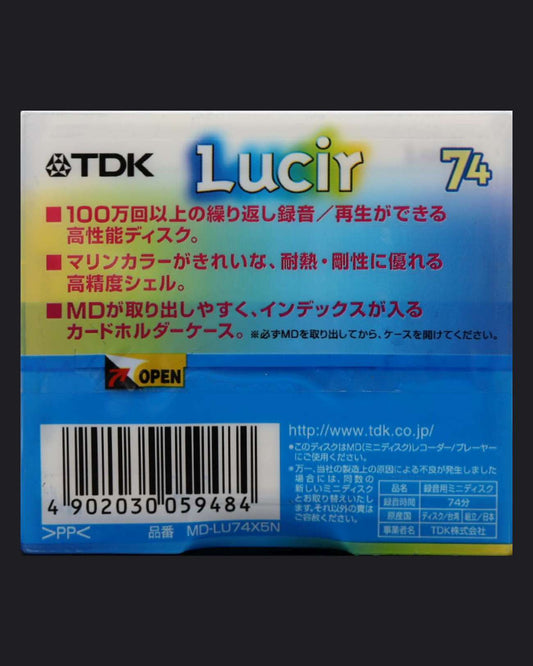 TDK Lucir 74
■100万回以上の繰り返し録音／再生ができる
高性能ディスク。
■マリンカラーがきれいな、耐熱・剛性に優れる
高精度シェル。
■MDが取り出しやすく、インデックスが入る
カードホルダーケース。※必ずMDを取り出してから、ケースを開けてください。
OPEN
http://www.tdk.co.jp/
●このディスクはMD(ミニディスク)レコーダー/プレーヤー
にご使用ください。
●万一、当社の製造上の原因による不良が発生しました
場合には、同数の
新しいミニディスク
とお取り替えいたし
ます。それ以外の責は
ご容赦ください。
品名 録音用ミニディスク
録音時間 74分
原産国 ディスク/台湾 組立/日本
事業者名 TDK株式会社
4 902030 059484
>PP< 品番 MD-LU74X5N